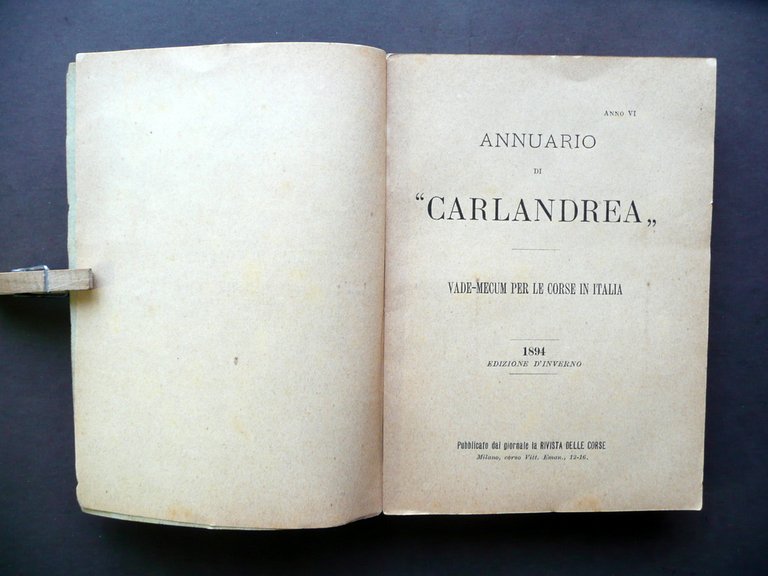 ANNO VI
ANNUARIO
DI
“CARLANDREA„
VADE-MECUM PER LE CORSE IN ITALIA
1894
EDIZIONE D'INVERNO
Pubblicato dal giornale la RIVISTA DELLE CORSE
Milano, corso Vitt. Eman., 12-16.